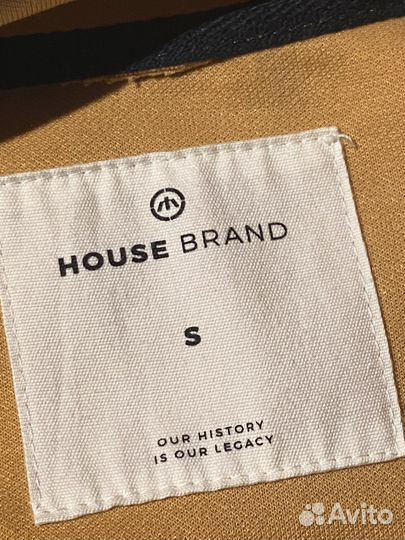 HOUSE BRAND
S
OUR HISTORY
IS OUR LEGACY
Avito